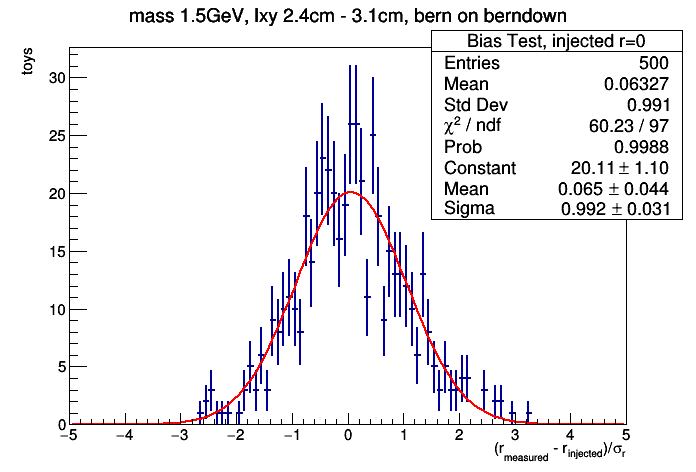 mass 1.5GeV, lxy 2.4cm - 3.1cm, bern on berndown
Bias Test, injected r=0
Entries 500
Mean 0.06327
Std Dev 0.991
χ² / ndf 60.23 / 97
Prob 0.9988
Constant 20.11 ± 1.10
Mean 0.065 ± 0.044
Sigma 0.992 ± 0.031
toys
30
25
20
15
10
5
0
−5 −4 −3 −2 −1 0 1 2 3 4 5
(r_measured - r_injected)/σ_r